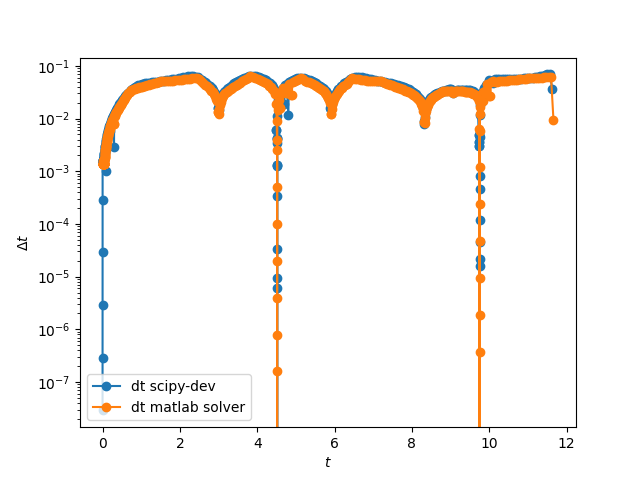 10⁻¹
10⁻²
10⁻³
10⁻⁴
10⁻⁵
10⁻⁶
10⁻⁷
Δt
dt scipy-dev
dt matlab solver
0 2 4 6 8 10 12
t